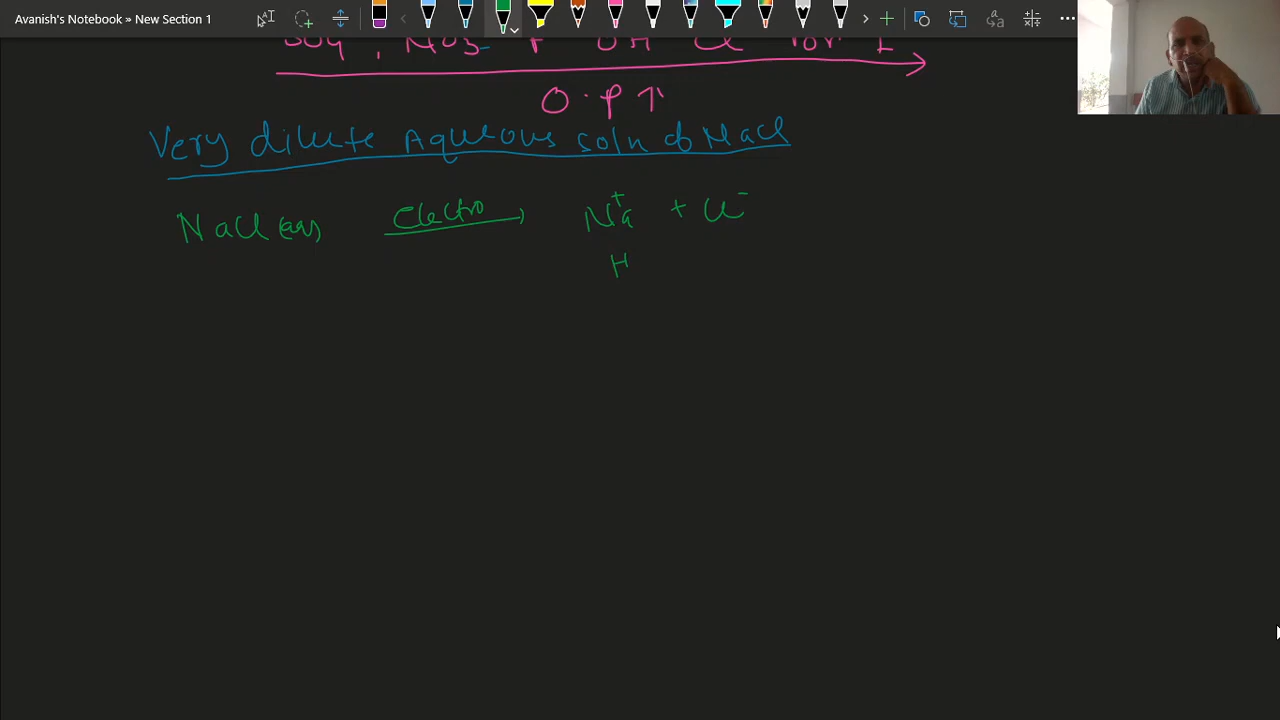 Avanish's Notebook » New Section 1
O.P ↑
Very dilute Aqueous soln of NaCl
NaCl (aq) Electro → Na⁺ + Cl⁻
H